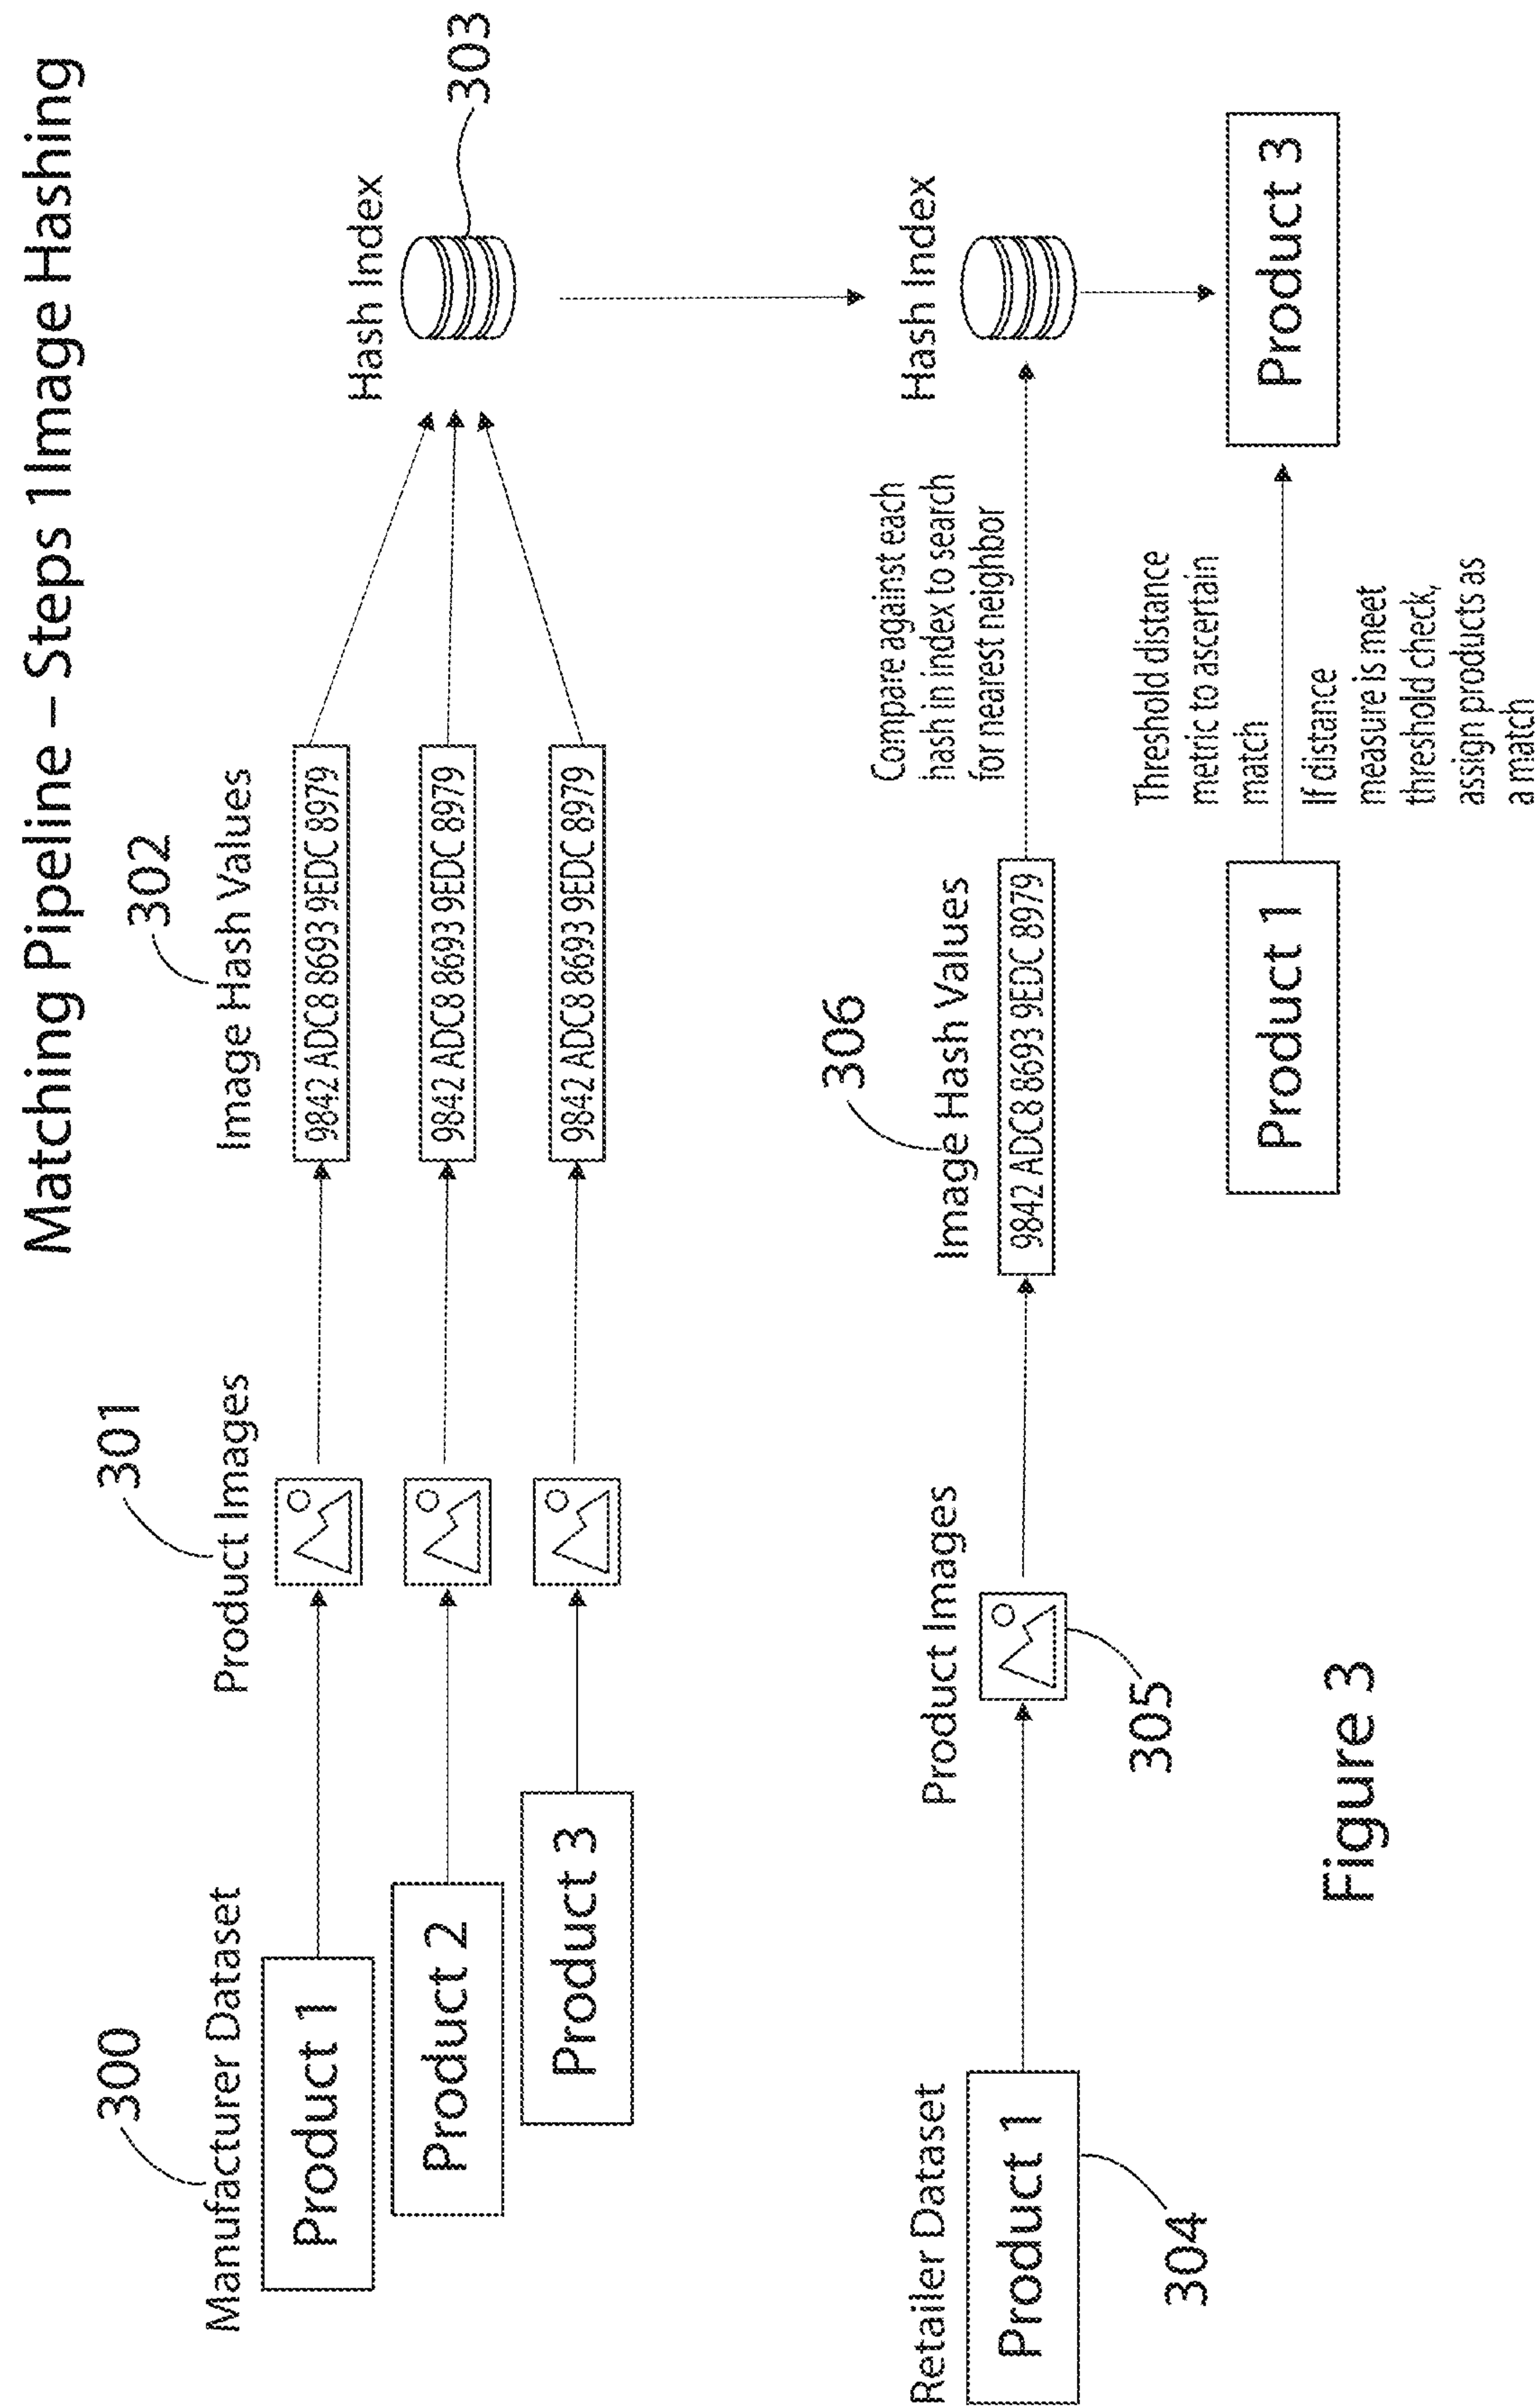 Matching Pipeline – Steps 1Image Hashing
300
301
302
303
Manufacturer Dataset
Product Images
Image Hash Values
Hash Index
Product 1
9842 ADC8 8693 9EDC 8979
Product 2
9842 ADC8 8693 9EDC 8979
Product 3
9842 ADC8 8693 9EDC 8979
306
Retailer Dataset
Product Images
Image Hash Values
Compare against each
hash in index to search
for nearest neighbor
Hash Index
Product 1
9842 ADC8 8693 9EDC 8979
304
305
Threshold distance
metric to ascertain
match
Product 1
Product 3
If distance
measure is meet
threshold check,
assign products as
a match
Figure 3